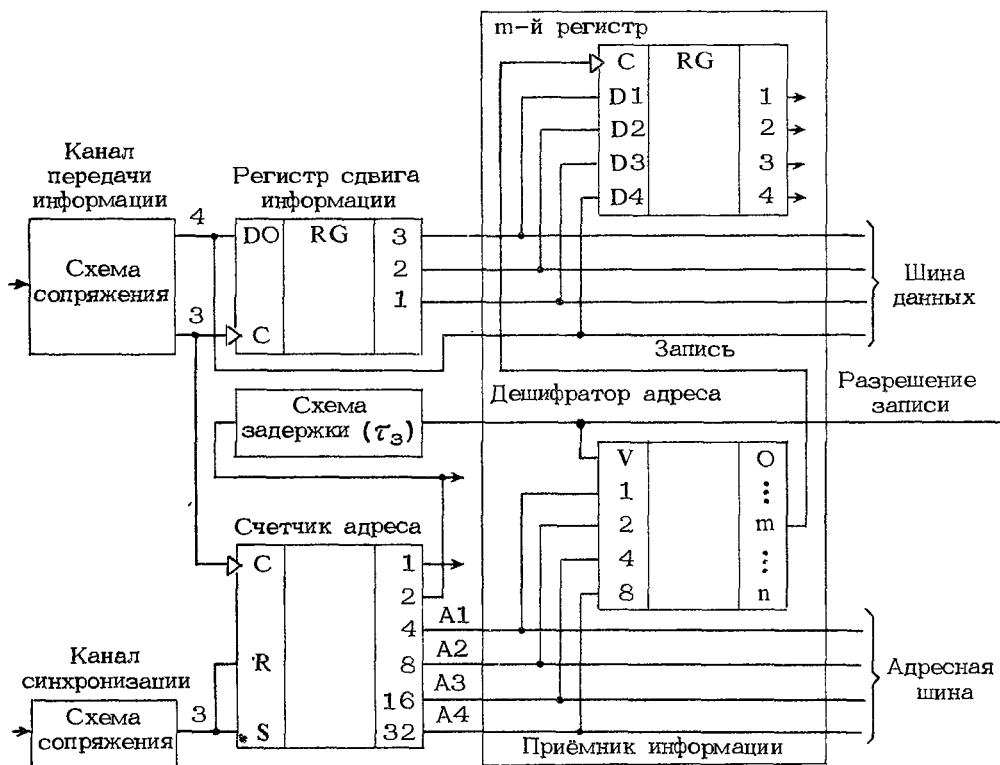 m-й регистр
C RG
D1 1
D2 2
D3 3
D4 4
Канал
передачи
информации
Регистр сдвига
информации
4
DO RG 3
2
1
C
Схема
сопряжения
3
Шина
данных
Запись
Разрешение
записи
Дешифратор адреса
Схема
задержки (τз)
V O
1
2 m
4
8 n
Счетчик адреса
C 1
2
4 A1
R 8 A2
16 A3
S 32 A4
Канал
синхронизации
Схема
сопряжения
3
Адресная
шина
Приёмник информации